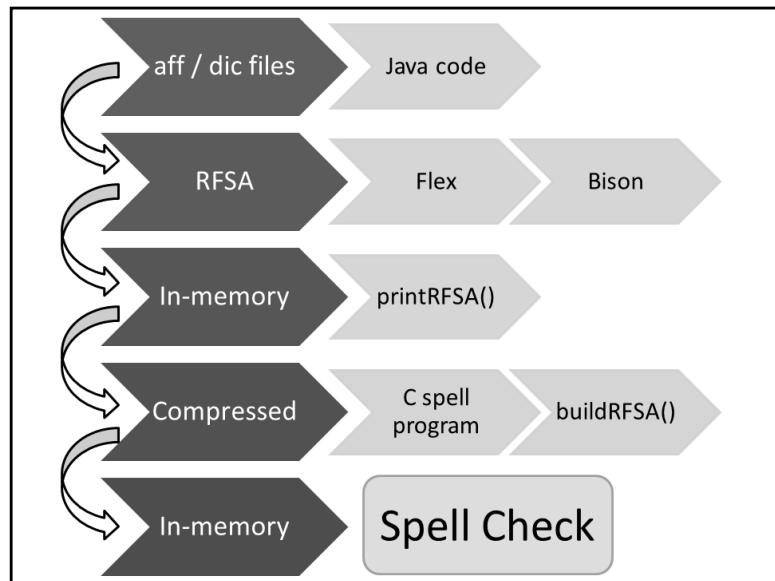 aff / dic files
Java code
RFSA
Flex
Bison
In-memory
printRFSA()
Compressed
C spell
program
buildRFSA()
In-memory
Spell Check